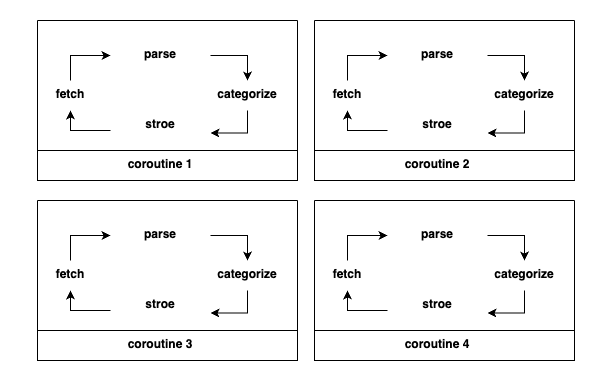 parse
fetch
categorize
stroe
coroutine 1
parse
fetch
categorize
stroe
coroutine 2
parse
fetch
categorize
stroe
coroutine 3
parse
fetch
categorize
stroe
coroutine 4